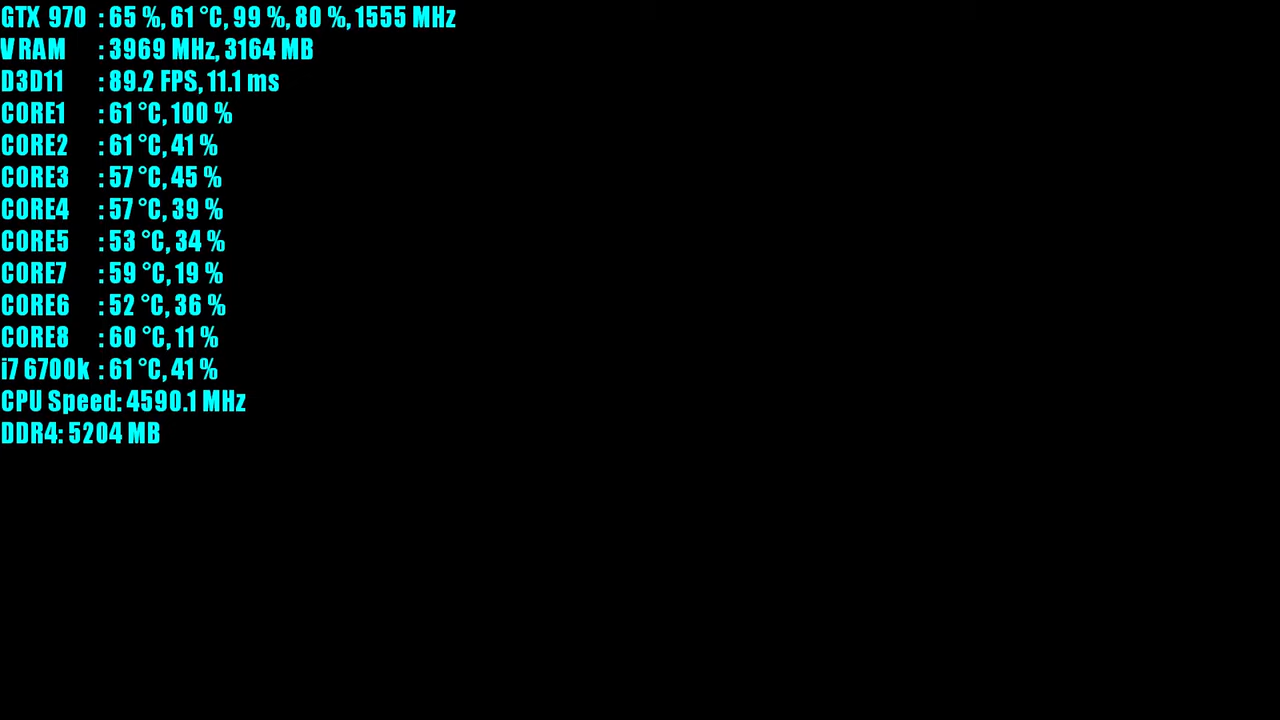 GTX 970 : 65 %, 61 °C, 99 %, 80 %, 1555 MHz
VRAM : 3969 MHz, 3164 MB
D3D11 : 89.2 FPS, 11.1 ms
CORE1 : 61 °C, 100 %
CORE2 : 61 °C, 41 %
CORE3 : 57 °C, 45 %
CORE4 : 57 °C, 39 %
CORE5 : 53 °C, 34 %
CORE7 : 59 °C, 19 %
CORE6 : 52 °C, 36 %
CORE8 : 60 °C, 11 %
i7 6700k : 61 °C, 41 %
CPU Speed: 4590.1 MHz
DDR4: 5204 MB